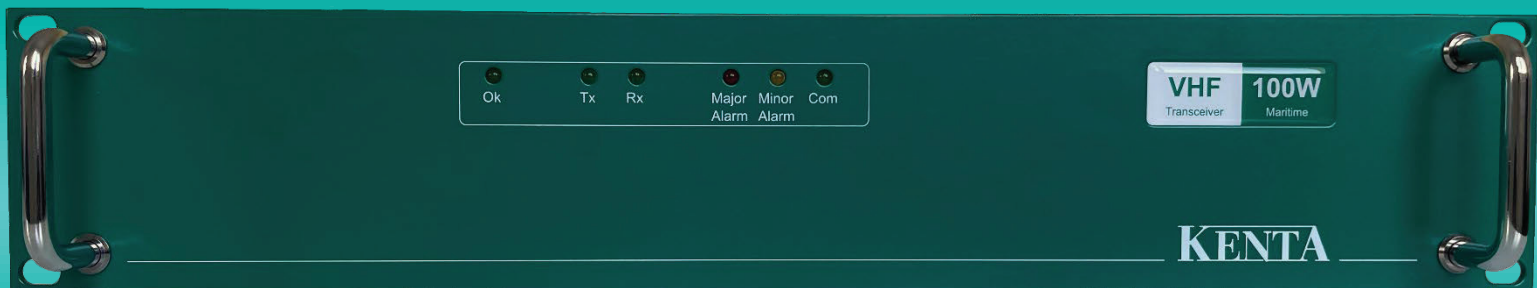 Ok
Tx
Rx
Major
Alarm
Minor
Alarm
Com
VHF
Transceiver
100W
Maritime
KENTA